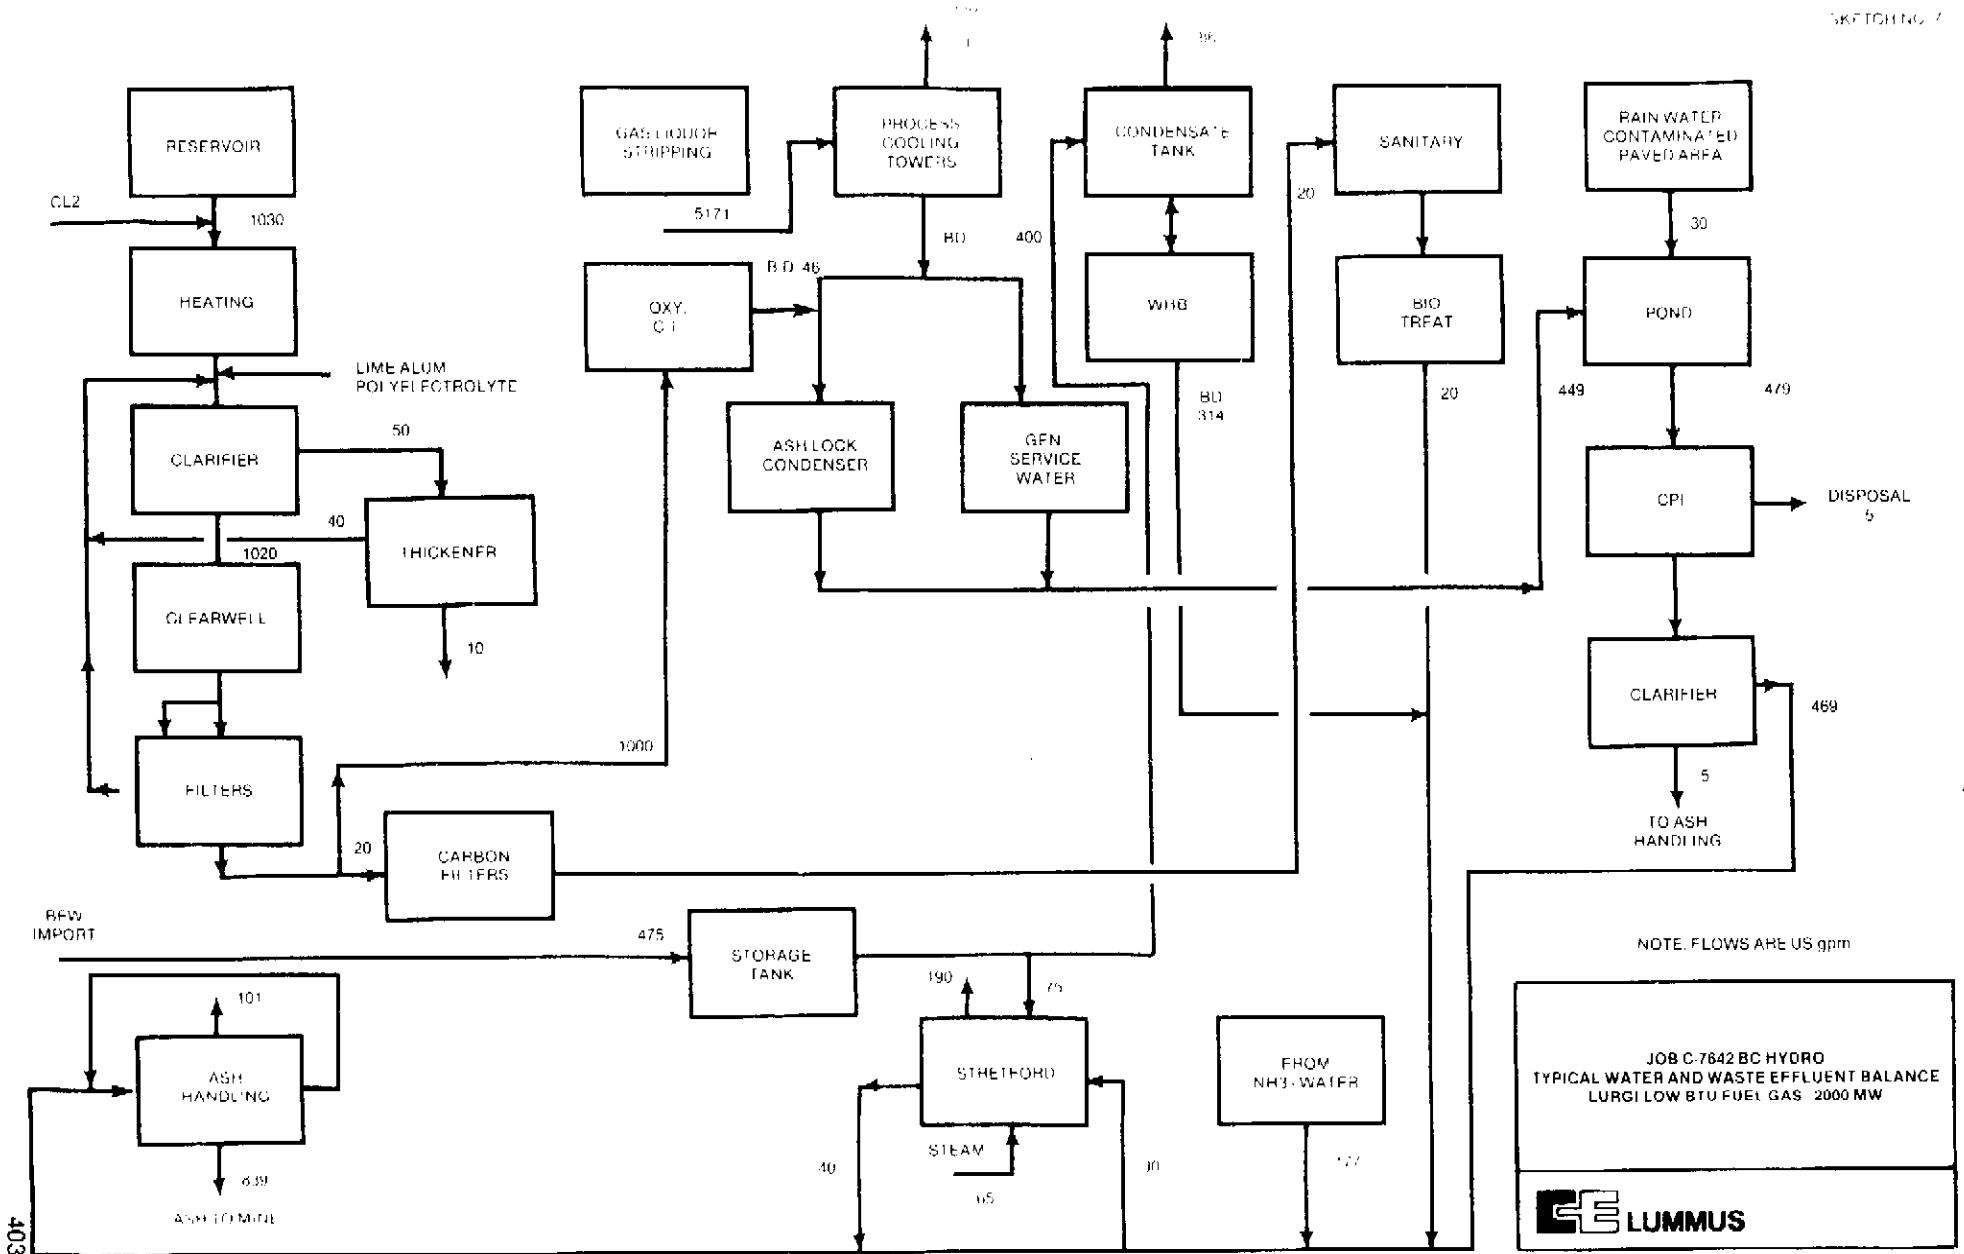 SKETCH NO. 7
RESERVOIR
CL2
1030
HEATING
LIME ALUM
POLYELECTROLYTE
CLARIFIER
50
40
THICKENER
1020
CLEARWELL
10
FILTERS
1000
20
CARBON
FILTERS
GAS LIQUOR
STRIPPING
PROCESS
COOLING
TOWERS
5171
BD
OXY.
B.D. 46
ASH LOCK
CONDENSER
GEN
SERVICE
WATER
CONDENSATE
TANK
400
WHB
BD
314
SANITARY
20
BIO
TREAT
20
RAIN WATER
CONTAMINATED
PAVED AREA
30
POND
449
479
CPI
DISPOSAL
5
CLARIFIER
469
5
TO ASH
HANDLING
BFW
IMPORT
475
STORAGE
TANK
190
75
STRETFORD
STEAM
65
40
FROM
NH3-WATER
177
101
ASH
HANDLING
839
ASH TO MINE
403
NOTE. FLOWS ARE US gpm
JOB C-7642 BC HYDRO
TYPICAL WATER AND WASTE EFFLUENT BALANCE
LURGI LOW BTU FUEL GAS 2000 MW
CE LUMMUS